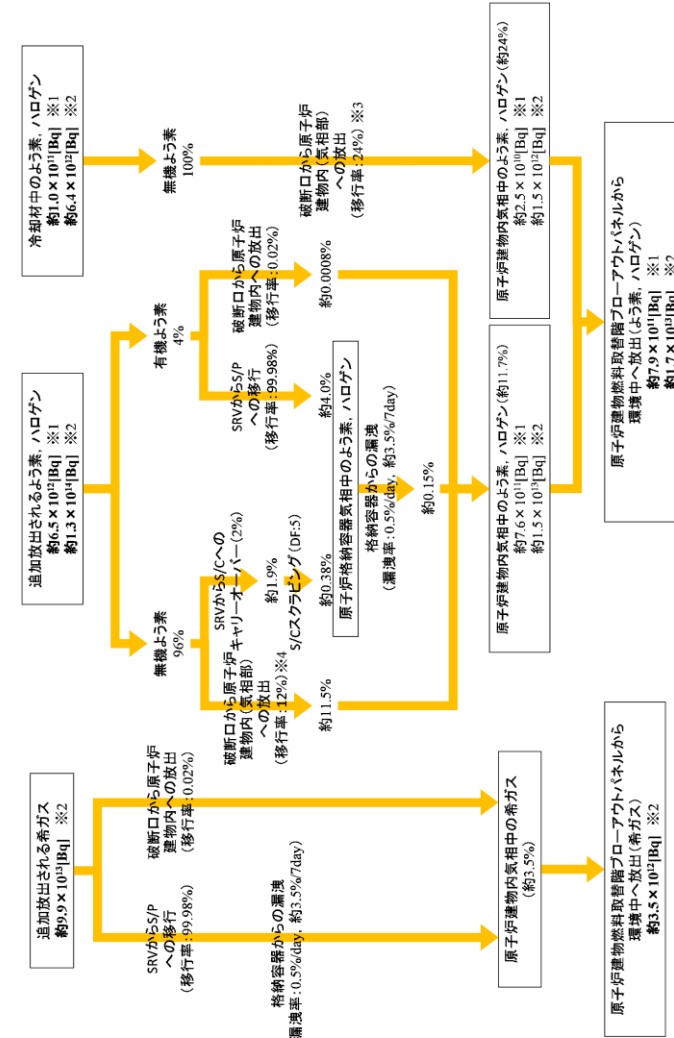 追加放出される希ガス
約9.9×10¹³[Bq] ※2
SRVからS/P
への移行
(移行率:99.98%)
破断口から原子炉
建物内への放出
(移行率:0.02%)
格納容器からの漏洩
漏洩率:0.5%/day, 約3.5%/7day)
原子炉建物内気相中の希ガス
(約3.5%)
原子炉建物燃料取替階ブローアウトパネルから
環境中へ放出(希ガス)
約3.5×10¹²[Bq] ※2
追加放出されるよう素, ハロゲン
約6.5×10¹²[Bq] ※1
約1.3×10¹⁴[Bq] ※2
無機よう素
96%
有機よう素
4%
破断口から原子炉
建物内(気相部)
への放出
(移行率:12%)※4
約11.5%
SRVからS/Cへの
キャリーオーバー(2%)
約1.9%
S/Cスクラビング(DF:5)
約0.38%
SRVからS/P
への移行
(移行率:99.98%)
約4.0%
破断口から原子炉
建物内への放出
(移行率:0.02%)
約0.0008%
原子炉格納容器気相中のよう素, ハロゲン
格納容器からの漏洩
(漏洩率:0.5%/day, 約3.5%/7day)
約0.15%
原子炉建物内気相中のよう素, ハロゲン(約11.7%)
約7.6×10¹¹[Bq] ※1
約1.5×10¹³[Bq] ※2
冷却材中のよう素, ハロゲン
約1.0×10¹¹[Bq] ※1
約6.4×10¹²[Bq] ※2
無機よう素
100%
破断口から原子炉
建物内(気相部)
への放出
(移行率:24%)※3
原子炉建物内気相中のよう素, ハロゲン(約24%)
約2.5×10¹⁰[Bq] ※1
約1.5×10¹²[Bq] ※2
原子炉建物燃料取替階ブローアウトパネルから
環境中へ放出(よう素, ハロゲン)
約7.9×10¹¹[Bq] ※1
約1.7×10¹³[Bq] ※2